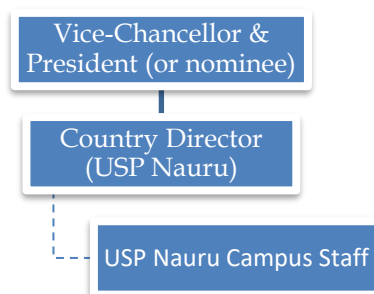 Vice-Chancellor &
President (or nominee)
Country Director
(USP Nauru)
USP Nauru Campus Staff